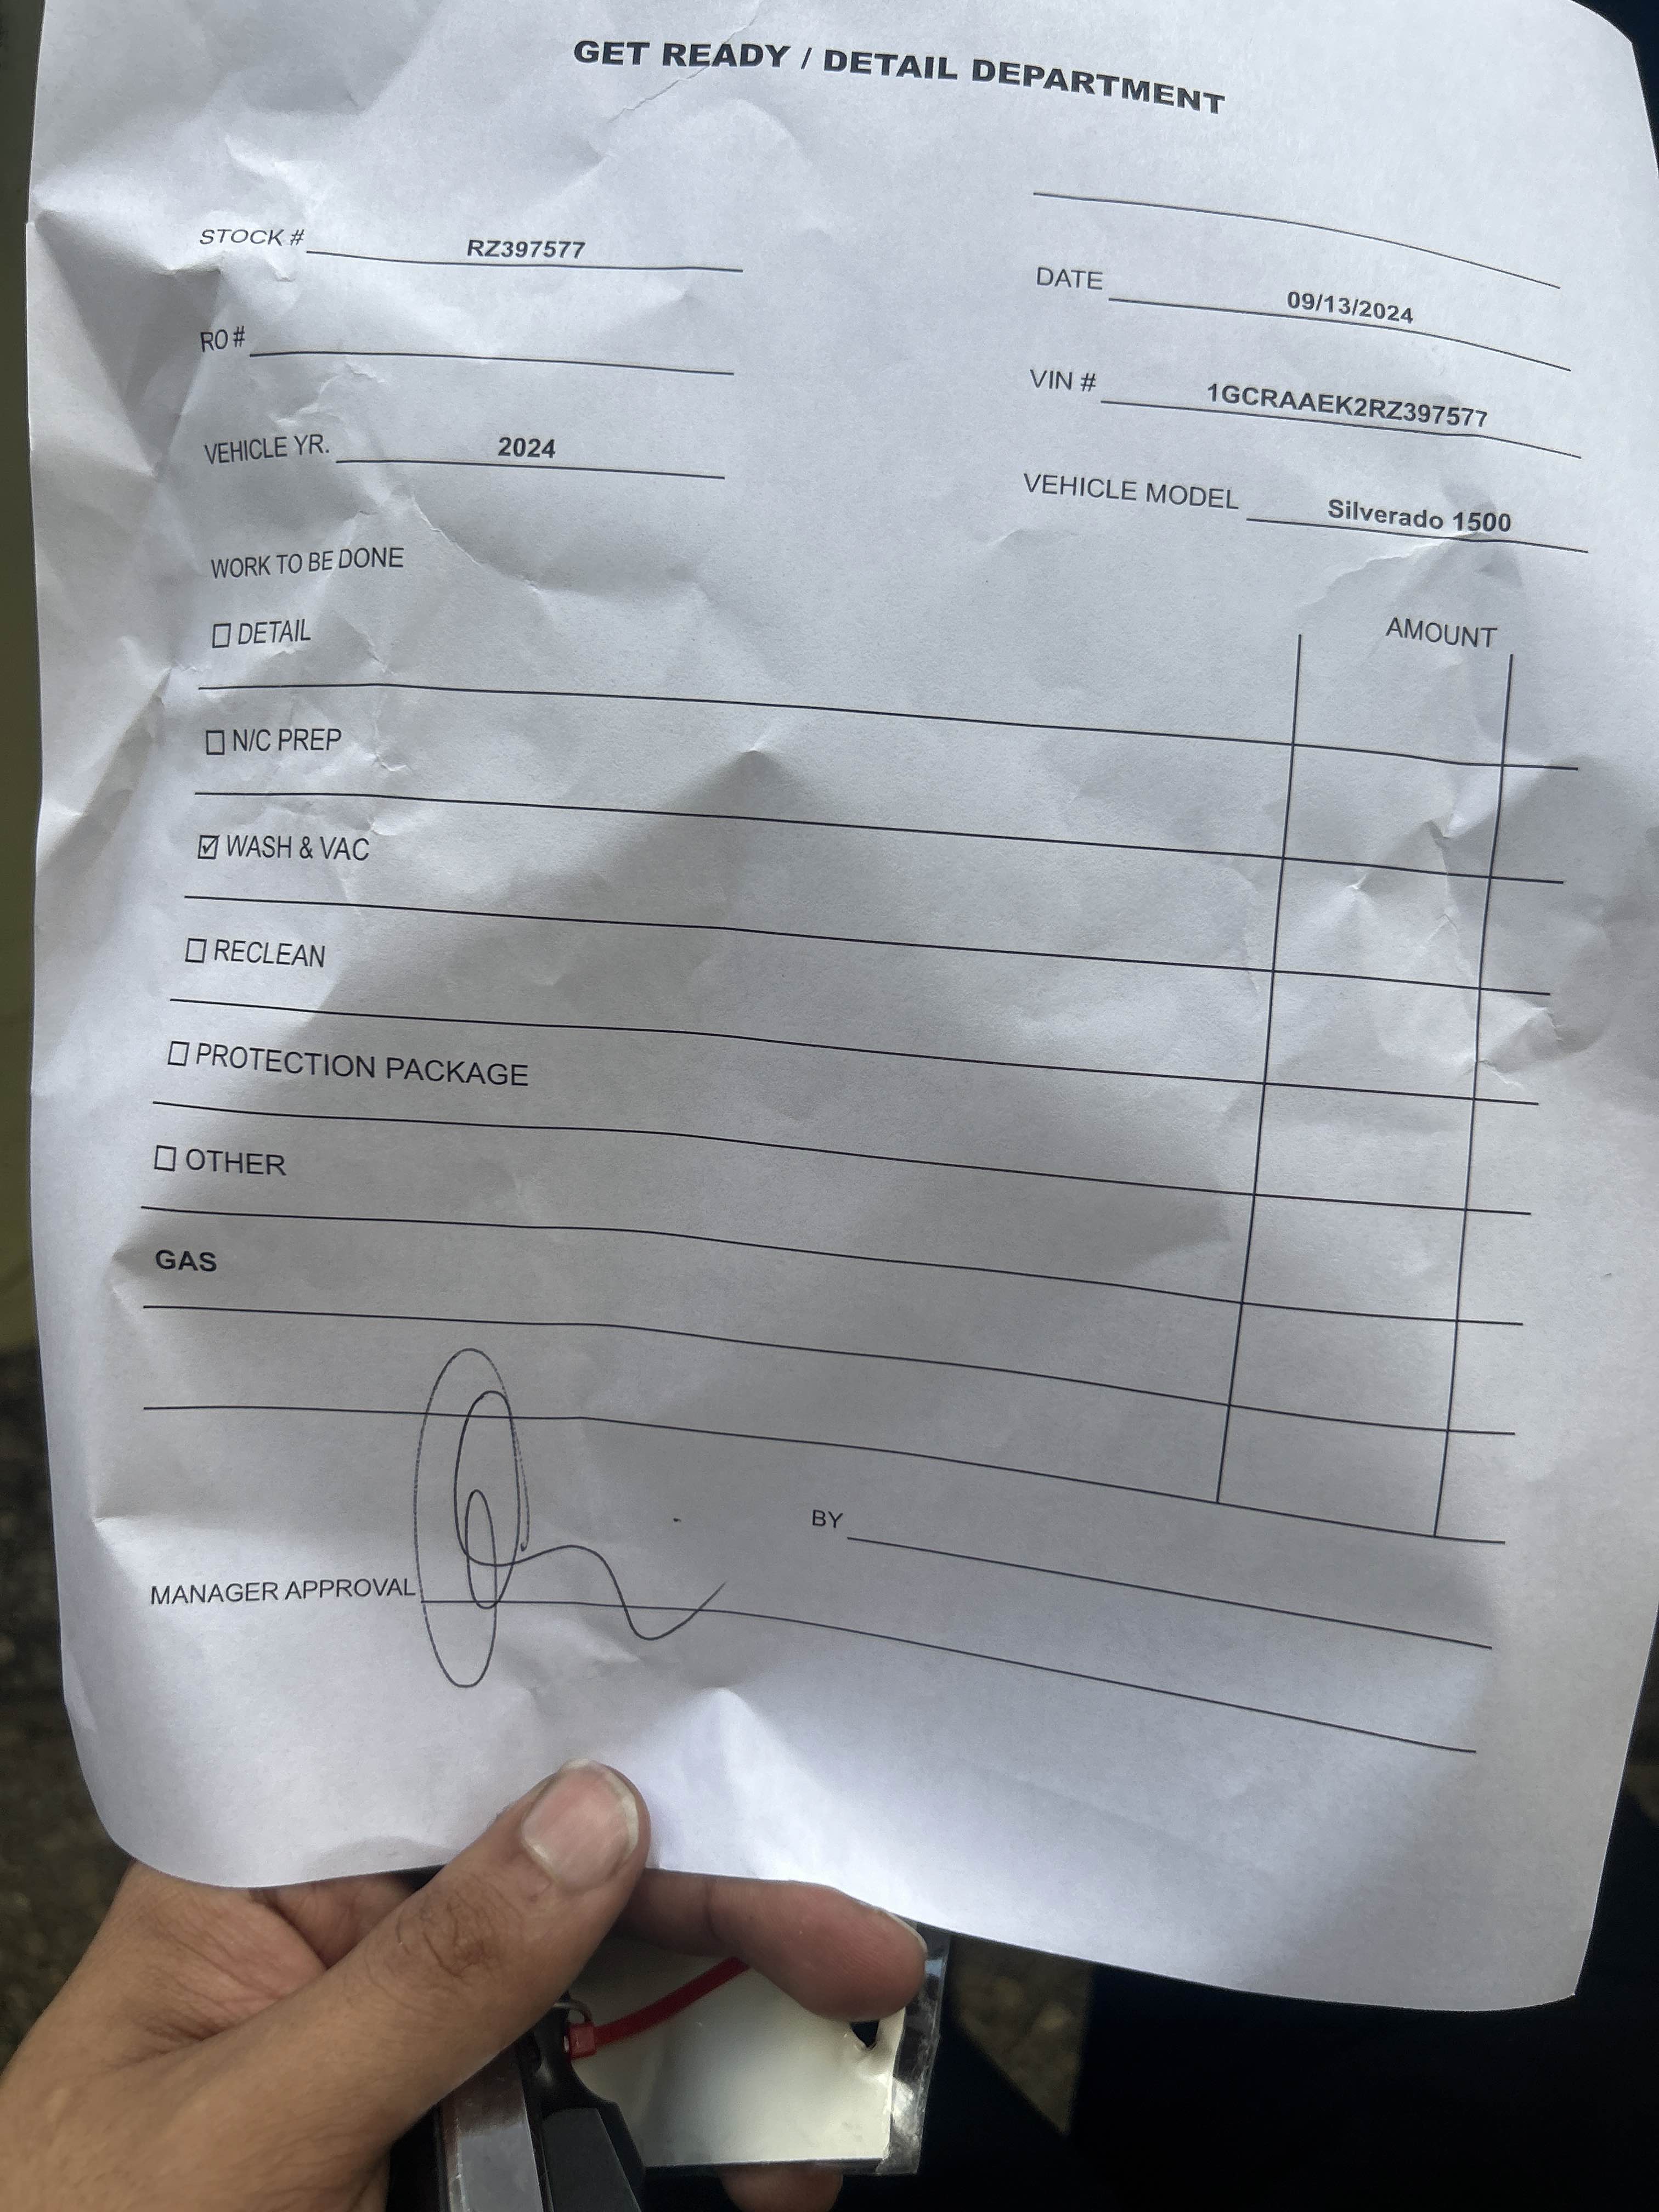 GET READY / DETAIL DEPARTMENT
STOCK # RZ397577
DATE 09/13/2024
RO #
VIN # 1GCRAAEK2RZ397577
VEHICLE YR. 2024
VEHICLE MODEL Silverado 1500
WORK TO BE DONE
AMOUNT
☐ DETAIL
☐ N/C PREP
☑ WASH & VAC
☐ RECLEAN
☐ PROTECTION PACKAGE
☐ OTHER
GAS
BY
MANAGER APPROVAL